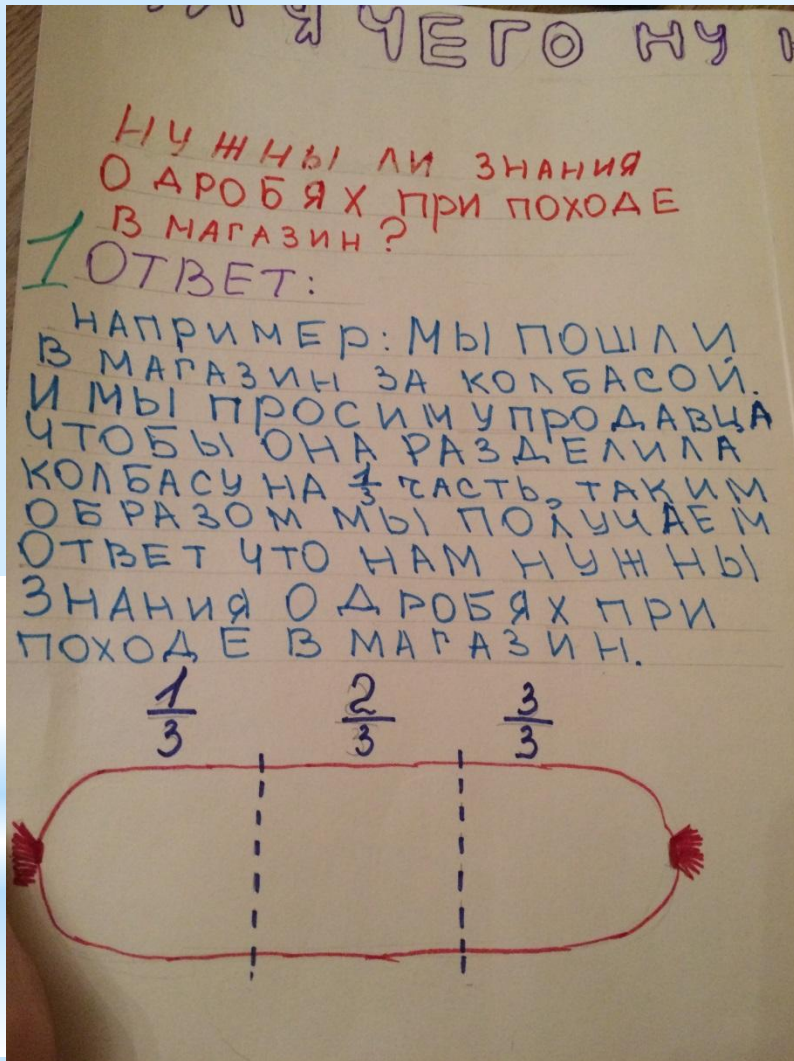 ЧЕГО НУ
НУЖНЫ ЛИ ЗНАНИЯ
О ДРОБЯХ ПРИ ПОХОДЕ
В МАГАЗИН?
1 ОТВЕТ:
НАПРИМЕР: МЫ ПОШЛИ
В МАГАЗИН ЗА КОЛБАСОЙ.
И МЫ ПРОСИМ У ПРОДАВЦА
ЧТОБЫ ОНА РАЗДЕЛИЛА
КОЛБАСУ НА 1/3 ЧАСТЬ, ТАКИМ
ОБРАЗОМ МЫ ПОЛУЧАЕМ
ОТВЕТ ЧТО НАМ НУЖНЫ
ЗНАНИЯ О ДРОБЯХ ПРИ
ПОХОДЕ В МАГАЗИН.
1/3 2/3 3/3